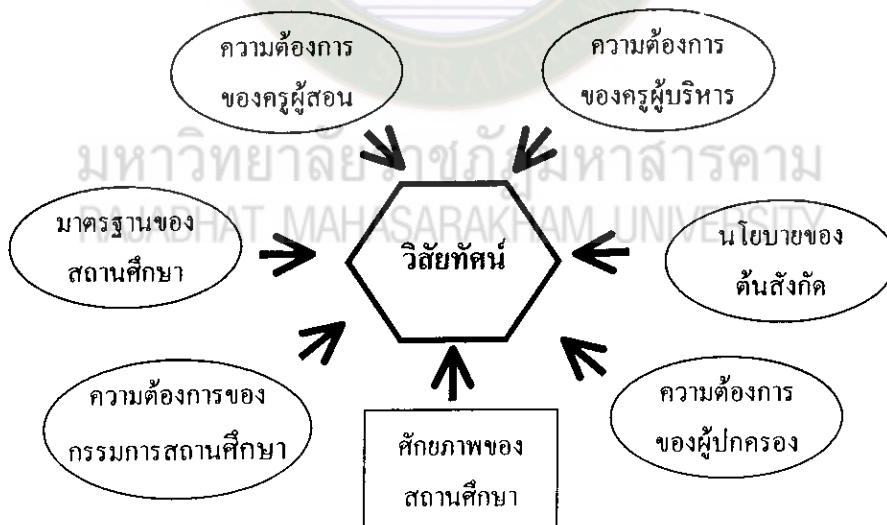 ความต้องการ
ของครูผู้สอน
ความต้องการ
ของครูผู้บริหาร
มหาวิทยาลัยราชภัฏมหาสารคาม
RAJABHAT MAHASARAKHAM UNIVERSITY
มาตรฐานของ
สถานศึกษา
วิสัยทัศน์
นโยบายของ
ต้นสังกัด
ความต้องการของ
กรรมการสถานศึกษา
ศักยภาพของ
สถานศึกษา
ความต้องการ
ของผู้ปกครอง